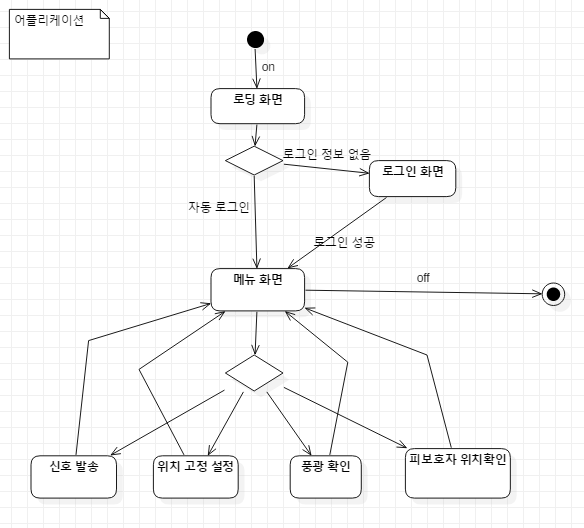 어플리케이션
on
로딩 화면
로그인 정보 없음
로그인 화면
자동 로그인
로그인 성공
메뉴 화면
off
신호 발송
위치 고정 설정
풍광 확인
피보호자 위치확인